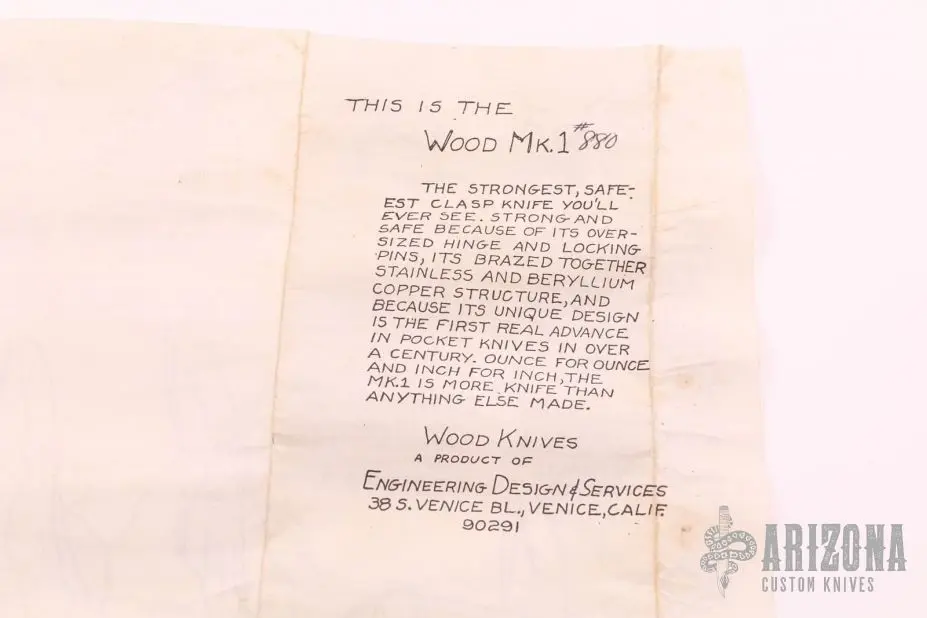 THIS IS THE
WOOD MK.1 #880
THE STRONGEST, SAFE-
EST CLASP KNIFE YOU'LL
EVER SEE. STRONG AND
SAFE BECAUSE OF ITS OVER-
SIZED HINGE AND LOCKING
PINS, ITS BRAZED TOGETHER
STAINLESS AND BERYLLIUM
COPPER STRUCTURE, AND
BECAUSE ITS UNIQUE DESIGN
IS THE FIRST REAL ADVANCE
IN POCKET KNIVES IN OVER
A CENTURY. OUNCE FOR OUNCE
AND INCH FOR INCH, THE
MK.1 IS MORE KNIFE THAN
ANYTHING ELSE MADE.
WOOD KNIVES
A PRODUCT OF
ENGINEERING DESIGN & SERVICES
38 S. VENICE BL., VENICE, CALIF.
90291
ARIZONA
CUSTOM KNIVES